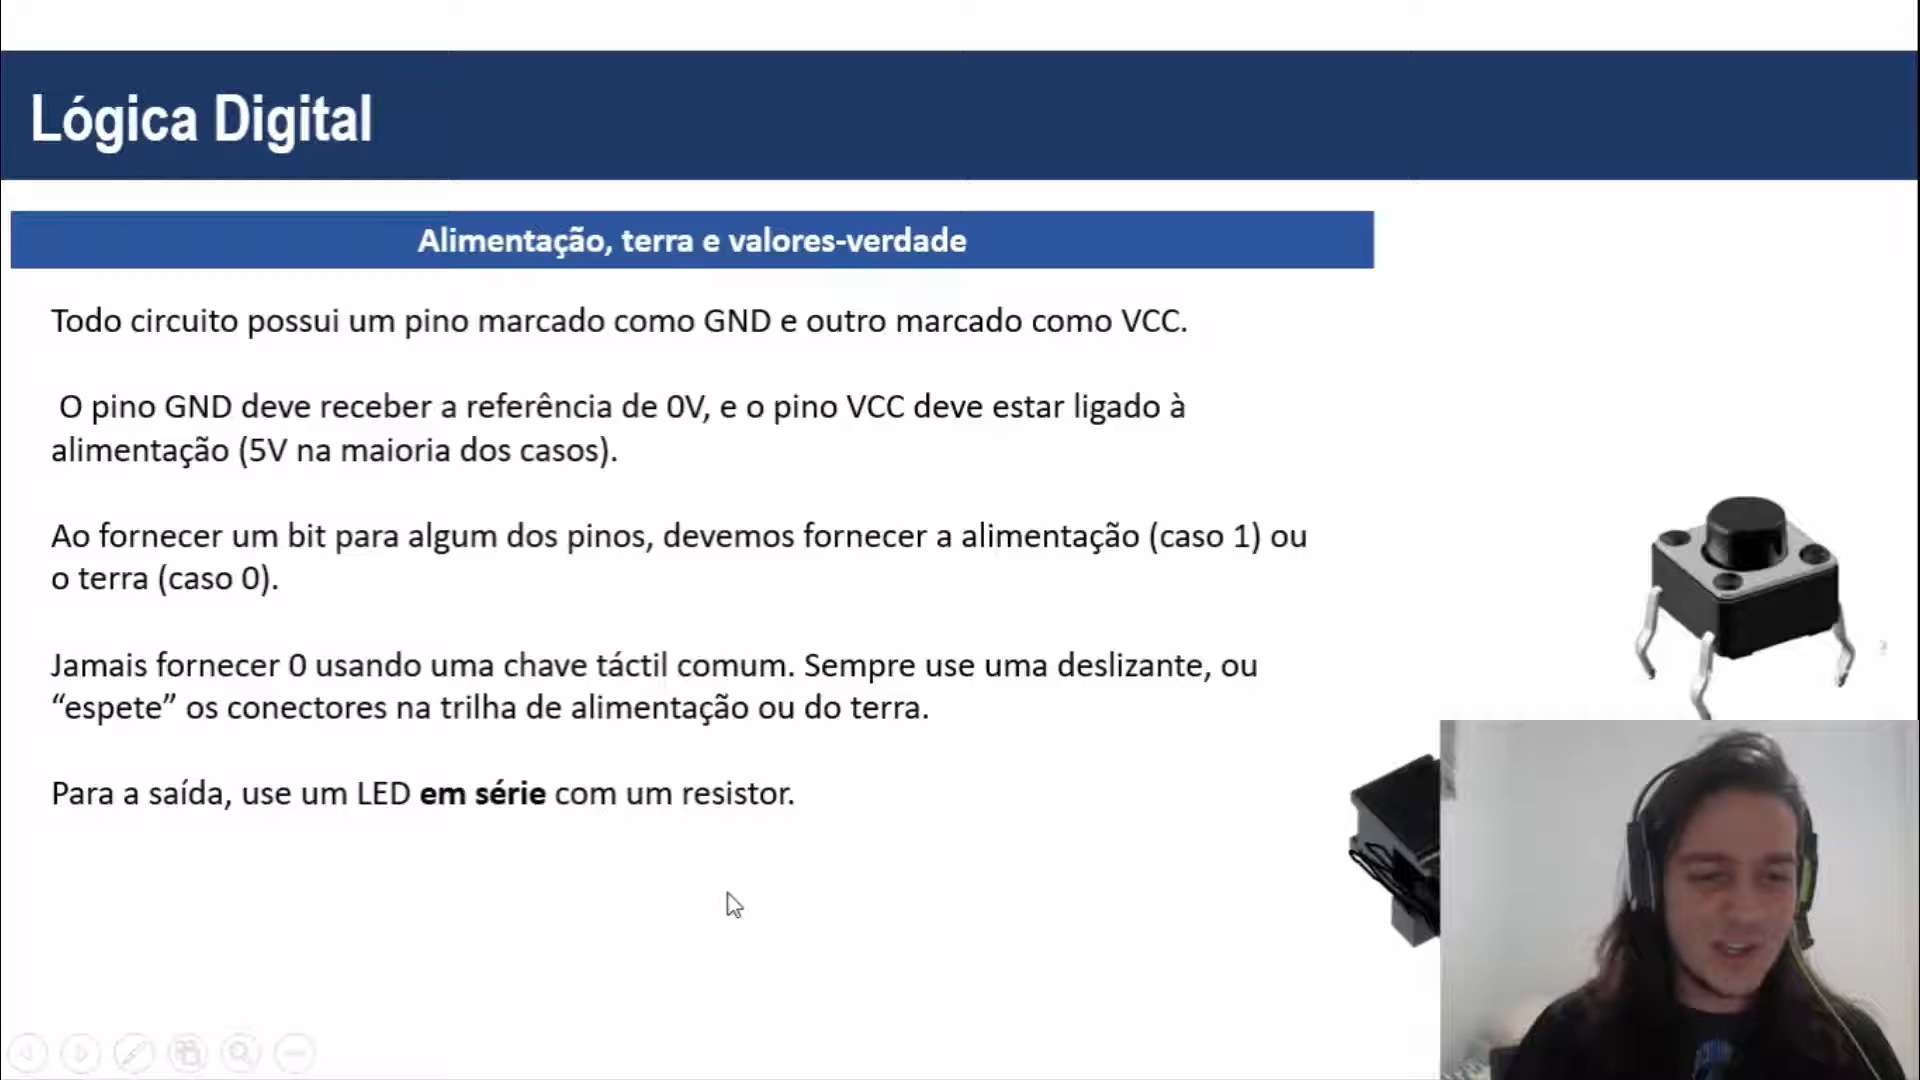 Lógica Digital
Alimentação, terra e valores-verdade
Todo circuito possui um pino marcado como GND e outro marcado como VCC.
O pino GND deve receber a referência de 0V, e o pino VCC deve estar ligado à
alimentação (5V na maioria dos casos).
Ao fornecer um bit para algum dos pinos, devemos fornecer a alimentação (caso 1) ou
o terra (caso 0).
Jamais fornecer 0 usando uma chave táctil comum. Sempre use uma deslizante, ou
“espete” os conectores na trilha de alimentação ou do terra.
Para a saída, use um LED em série com um resistor.